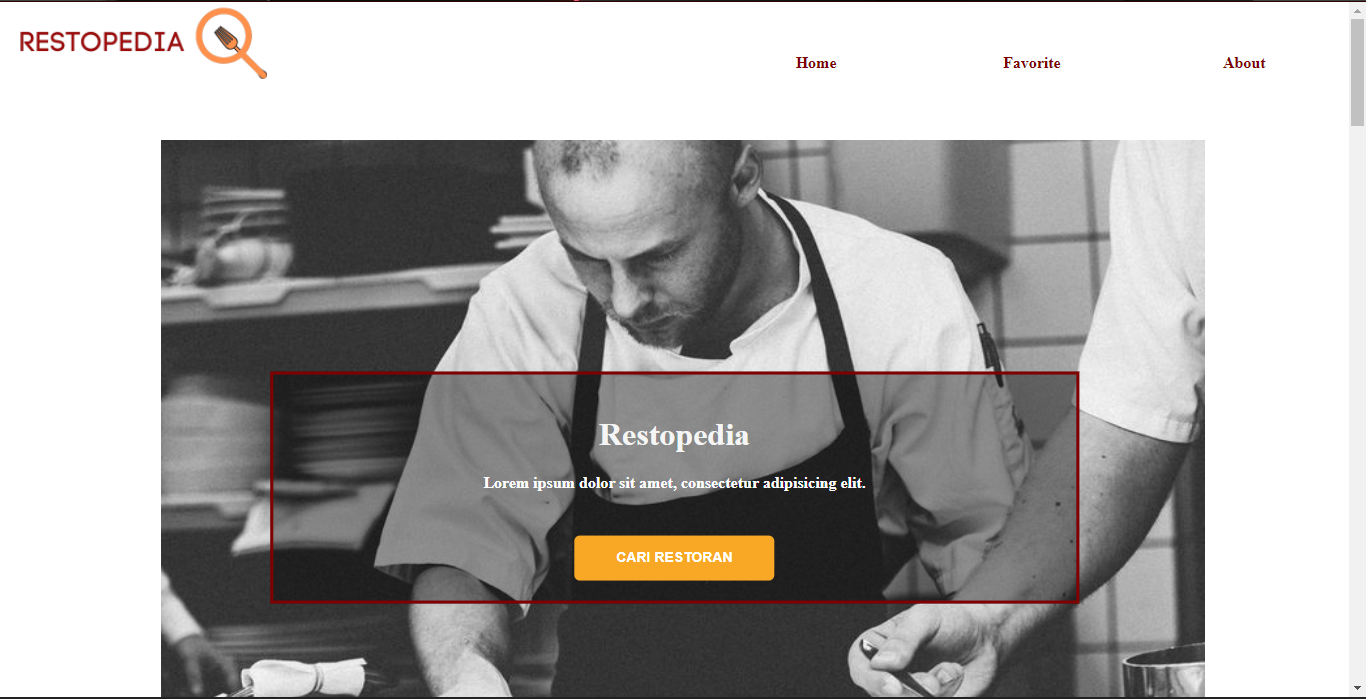 RESTOPEDIA
Home Favorite About
Restopedia
Lorem ipsum dolor sit amet, consectetur adipisicing elit.
CARI RESTORAN